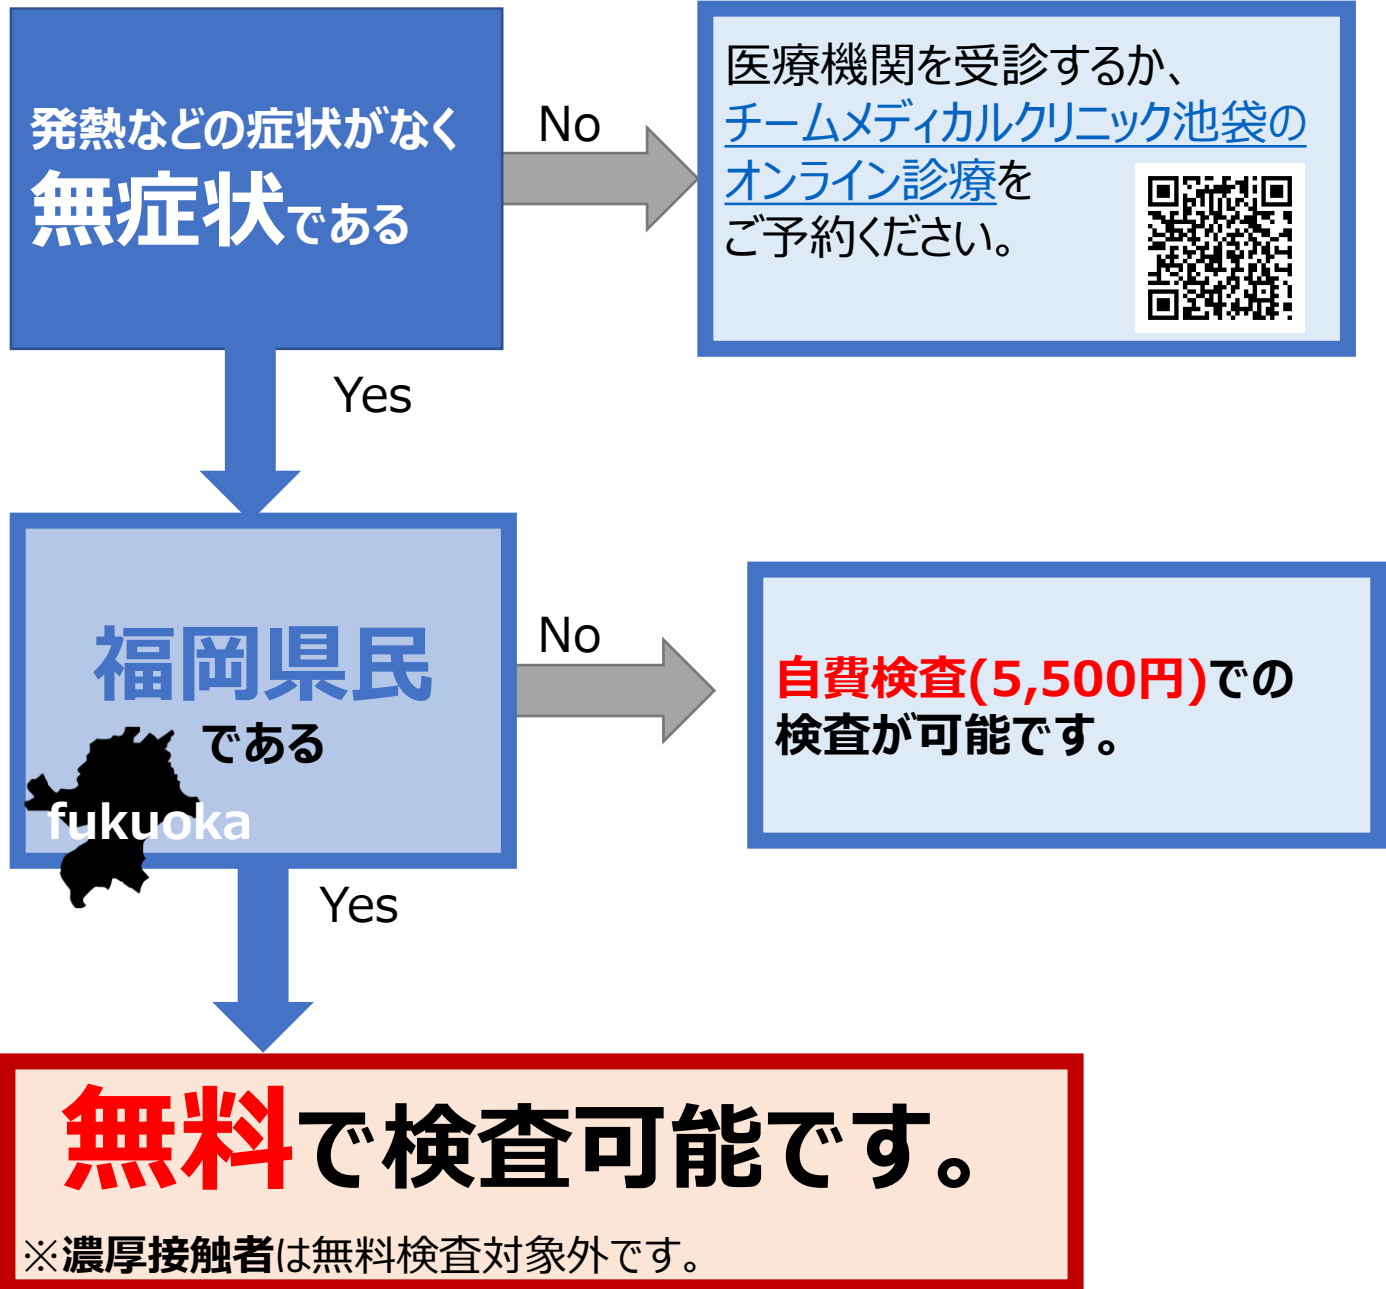 発熱などの症状がなく
無症状である
No
医療機関を受診するか、
チームメディカルクリニック池袋の
オンライン診療を
ご予約ください。
Yes
福岡県民
である
fukuoka
No
自費検査(5,500円)での
検査が可能です。
Yes
無料で検査可能です。
※濃厚接触者は無料検査対象外です。